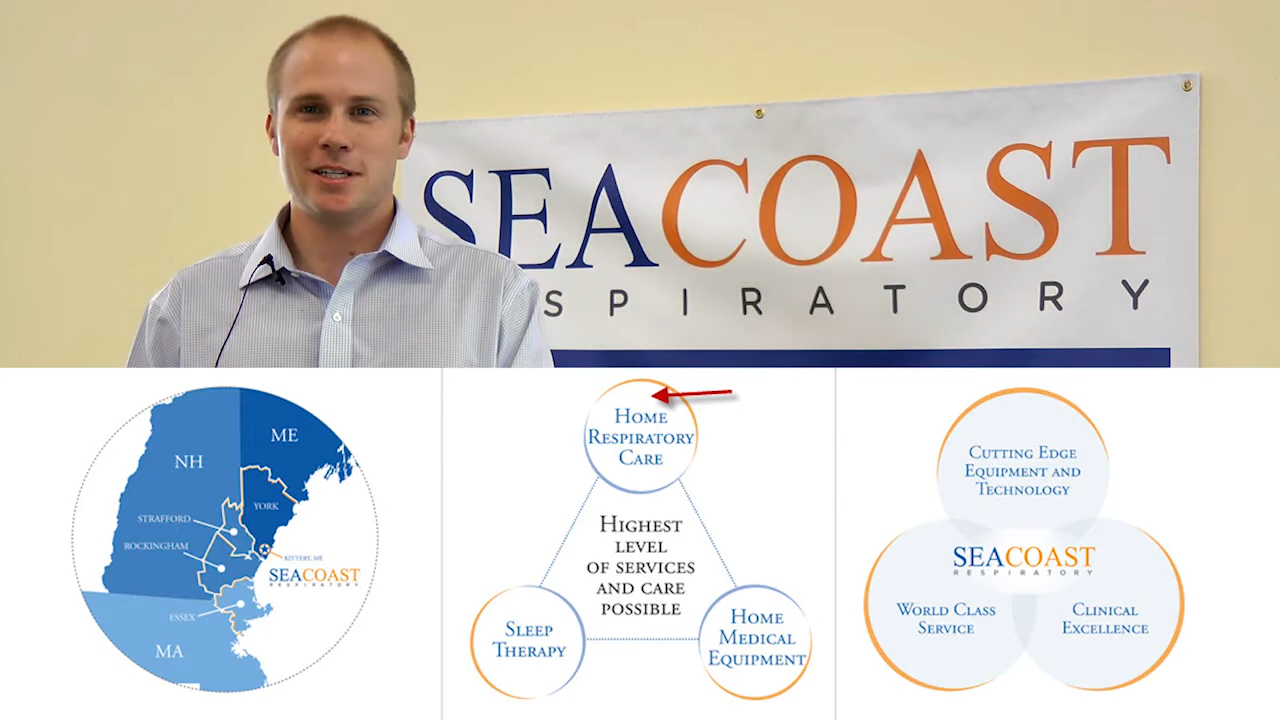 SEACOAST
SPIRATORY
ME
NH
YORK
STRAFFORD
ROCKINGHAM
KITTERY, ME
SEACOAST
RESPIRATORY
ESSEX
MA
HOME
RESPIRATORY
CARE
HIGHEST
LEVEL
OF SERVICES
AND CARE
POSSIBLE
SLEEP
THERAPY
HOME
MEDICAL
EQUIPMENT
CUTTING EDGE
EQUIPMENT AND
TECHNOLOGY
SEACOAST
RESPIRATORY
WORLD CLASS
SERVICE
CLINICAL
EXCELLENCE